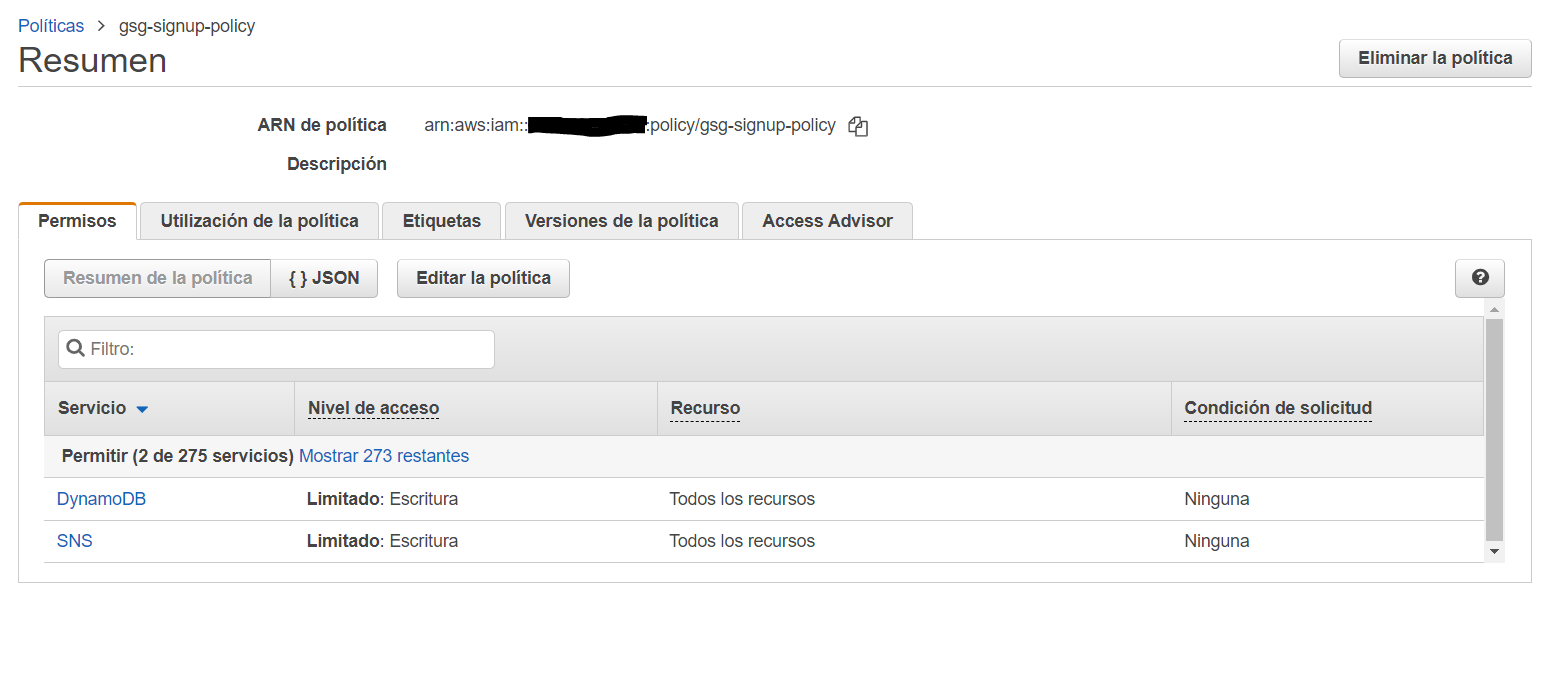 Políticas > gsg-signup-policy
Resumen
Eliminar la política
ARN de política arn:aws:iam:: :policy/gsg-signup-policy
Descripción
Permisos Utilización de la política Etiquetas Versiones de la política Access Advisor
Resumen de la política { } JSON Editar la política ?
Filtro:
Servicio Nivel de acceso Recurso Condición de solicitud
Permitir (2 de 275 servicios) Mostrar 273 restantes
DynamoDB Limitado: Escritura Todos los recursos Ninguna
SNS Limitado: Escritura Todos los recursos Ninguna